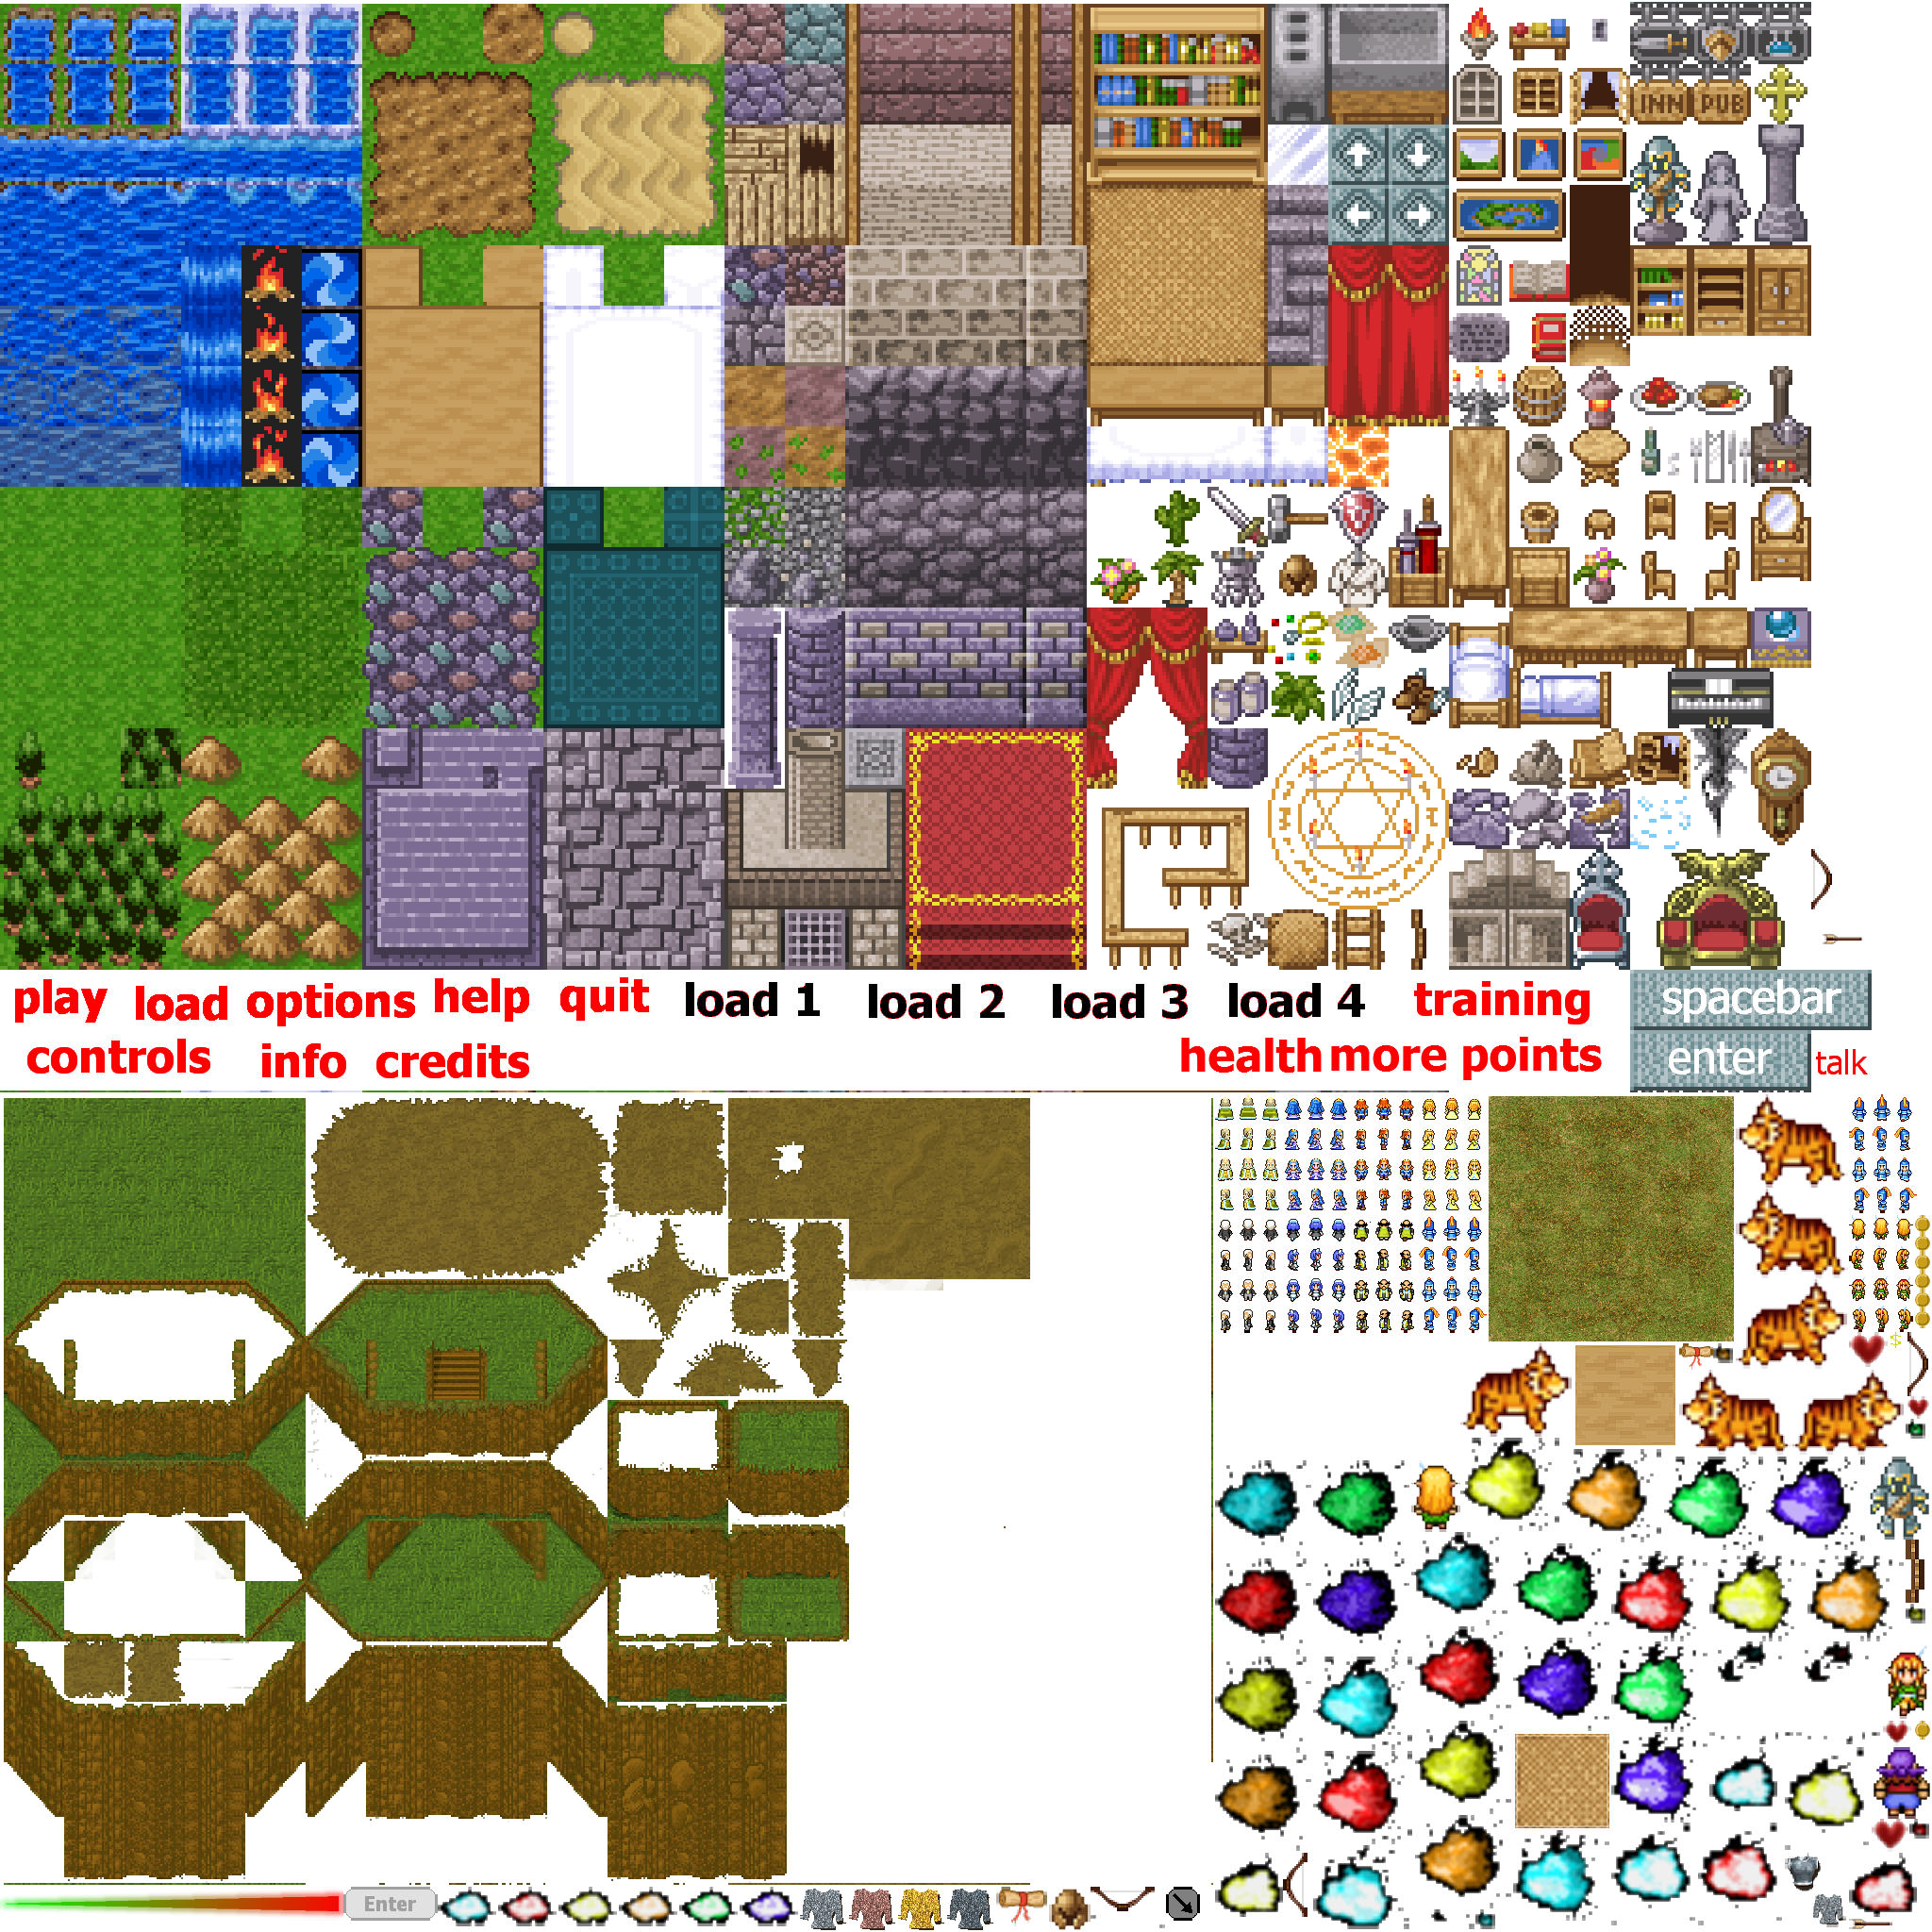 INN PUB
play load options help quit load 1 load 2 load 3 load 4 training spacebar
controls info credits health more points enter talk
$
Enter